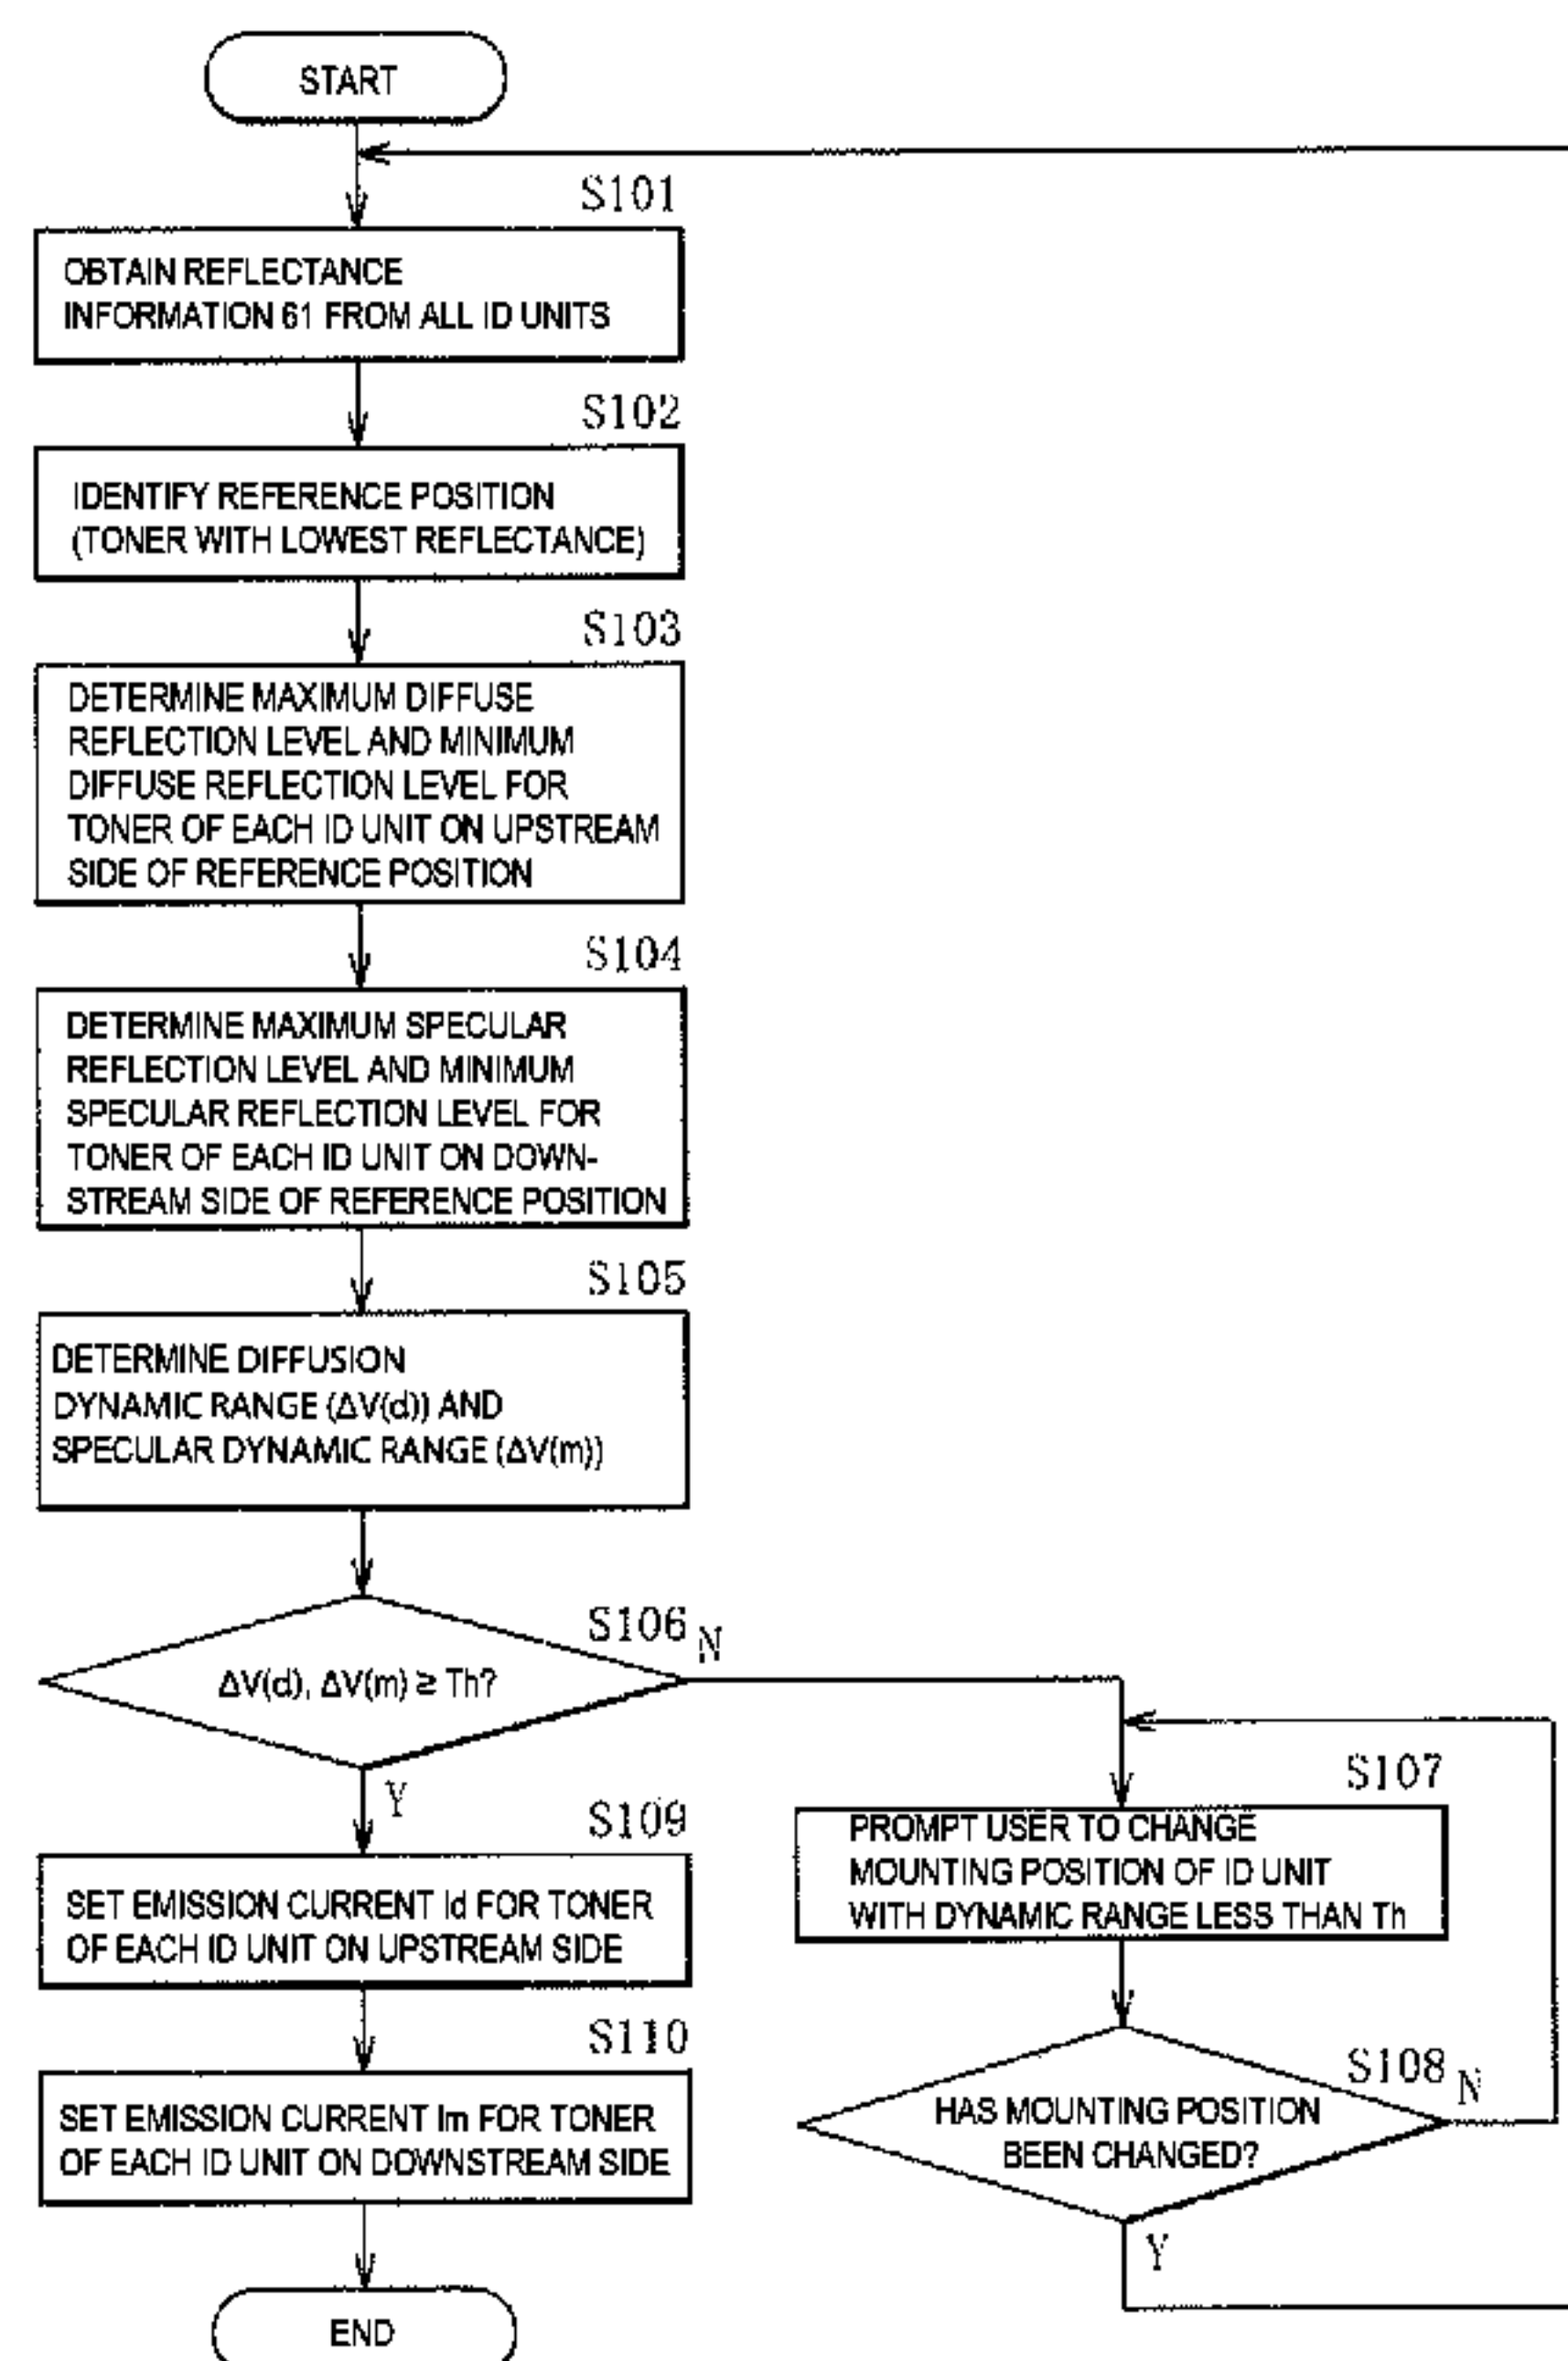 START
S101
OBTAIN REFLECTANCE
INFORMATION 61 FROM ALL ID UNITS
S102
IDENTIFY REFERENCE POSITION
(TONER WITH LOWEST REFLECTANCE)
S103
DETERMINE MAXIMUM DIFFUSE
REFLECTION LEVEL AND MINIMUM
DIFFUSE REFLECTION LEVEL FOR
TONER OF EACH ID UNIT ON UPSTREAM
SIDE OF REFERENCE POSITION
S104
DETERMINE MAXIMUM SPECULAR
REFLECTION LEVEL AND MINIMUM
SPECULAR REFLECTION LEVEL FOR
TONER OF EACH ID UNIT ON DOWN-
STREAM SIDE OF REFERENCE POSITION
S105
DETERMINE DIFFUSION
DYNAMIC RANGE (ΔV(d)) AND
SPECULAR DYNAMIC RANGE (ΔV(m))
S106
N
ΔV(d), ΔV(m) ≥ Th?
Y
S107
PROMPT USER TO CHANGE
MOUNTING POSITION OF ID UNIT
WITH DYNAMIC RANGE LESS THAN Th
S108
N
HAS MOUNTING POSITION
BEEN CHANGED?
Y
S109
SET EMISSION CURRENT Id FOR TONER
OF EACH ID UNIT ON UPSTREAM SIDE
S110
SET EMISSION CURRENT Im FOR TONER
OF EACH ID UNIT ON DOWNSTREAM SIDE
END